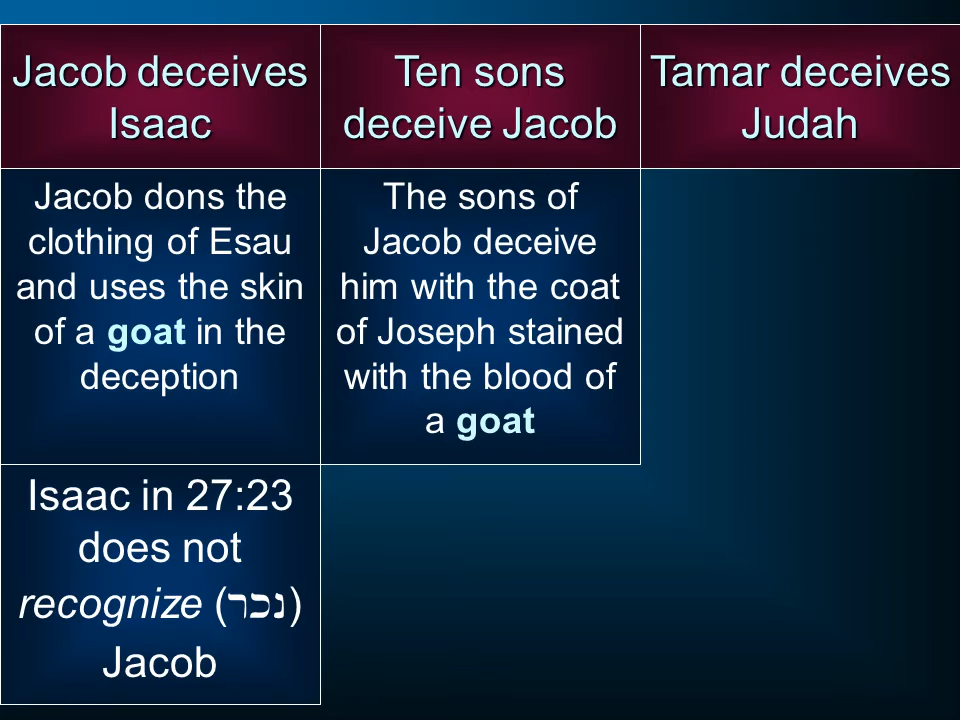 Jacob deceives
Isaac
Ten sons
deceive Jacob
Tamar deceives
Judah
Jacob dons the
clothing of Esau
and uses the skin
of a goat in the
deception
The sons of
Jacob deceive
him with the coat
of Joseph stained
with the blood of
a goat
Isaac in 27:23
does not
recognize (נכר)
Jacob